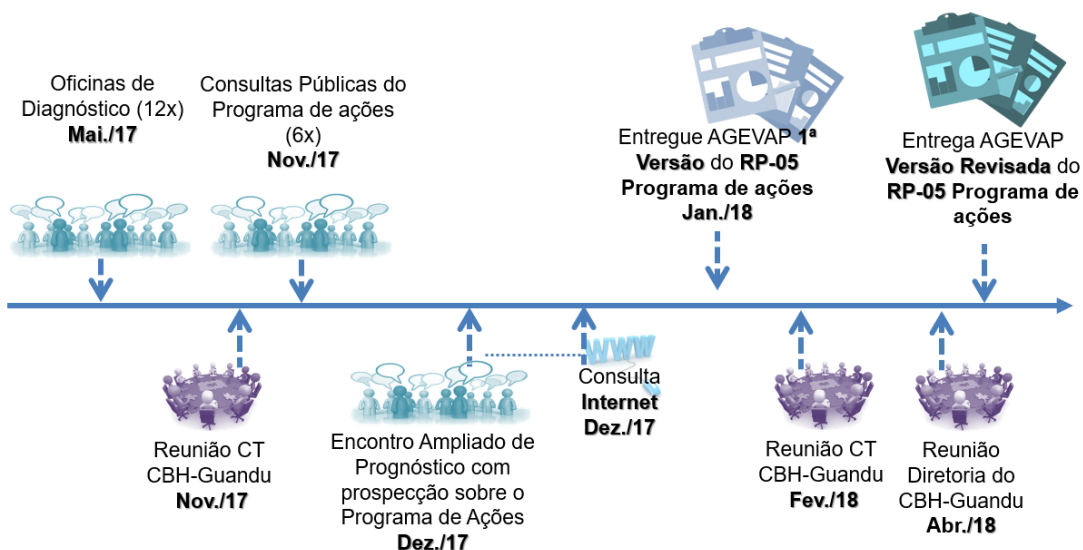 Oficinas de
Diagnóstico (12x)
Mai./17
Consultas Públicas do
Programa de ações
(6x)
Nov./17
Entregue AGEVAP 1ª
Versão do RP-05
Programa de ações
Jan./18
Entrega AGEVAP
Versão Revisada do
RP-05 Programa de
ações
Reunião CT
CBH-Guandu
Nov./17
Encontro Ampliado de
Prognóstico com
prospecção sobre o
Programa de Ações
Dez./17
WWW
Consulta
Internet
Dez./17
Reunião CT
CBH-Guandu
Fev./18
Reunião
Diretoria do
CBH-Guandu
Abr./18